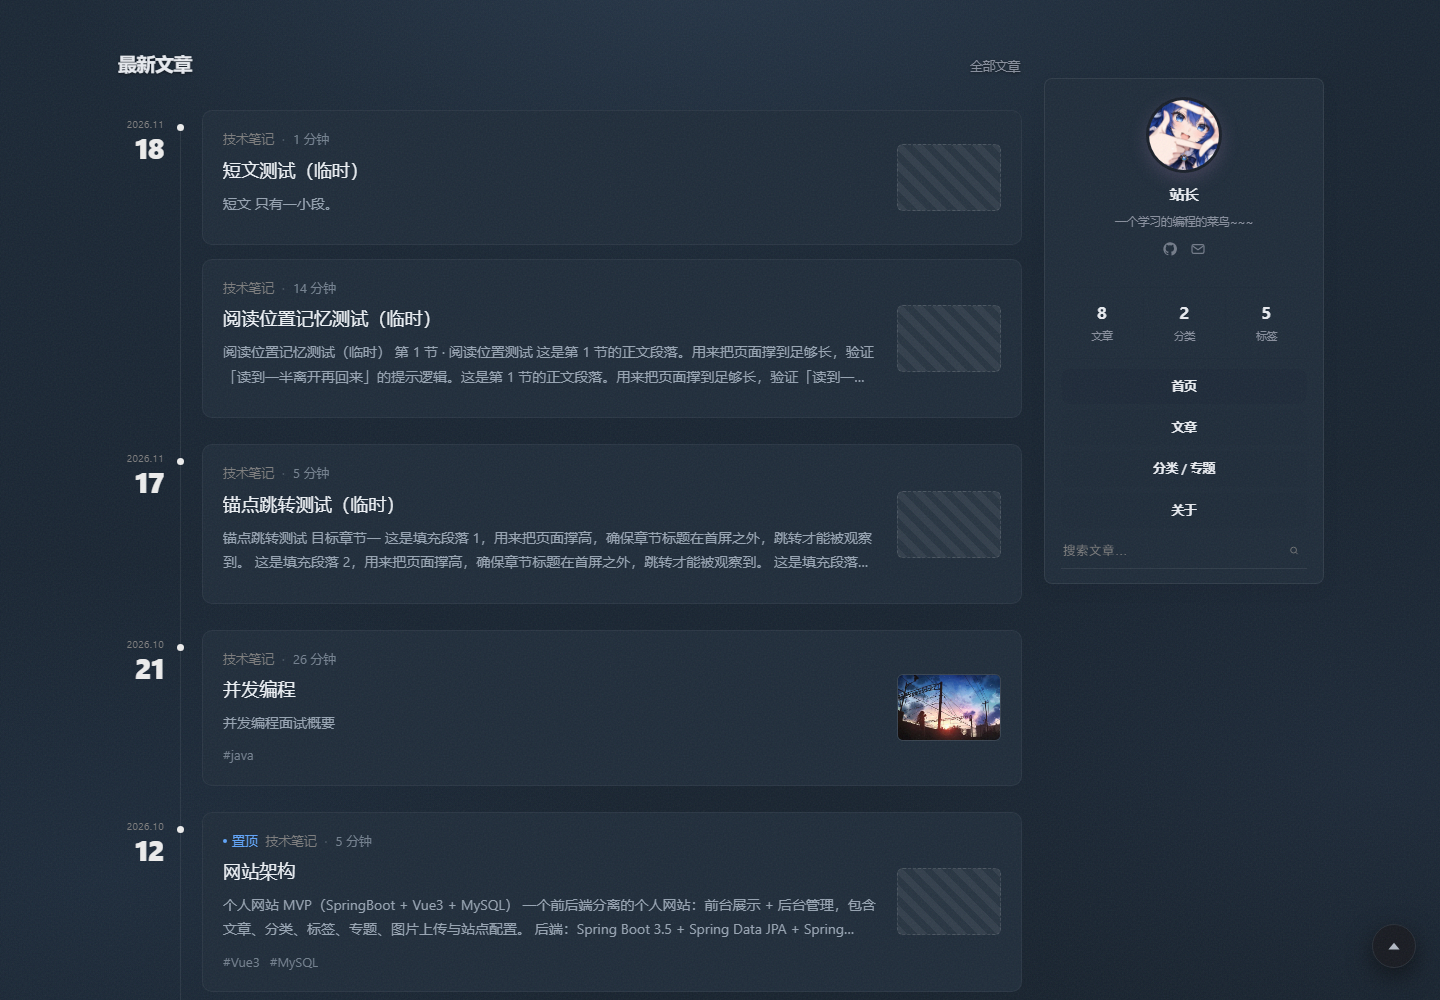 最新文章
全部文章
2026.11
18
技术笔记 · 1 分钟
短文测试（临时）
短文 只有一小段。
技术笔记 · 14 分钟
阅读位置记忆测试（临时）
阅读位置记忆测试（临时） 第 1 节 · 阅读位置测试 这是第 1 节的正文段落。用来把页面撑到足够长，验证
「读到一半离开再回来」的提示逻辑。这是第 1 节的正文段落。用来把页面撑到足够长，验证「读到一...
2026.11
17
技术笔记 · 5 分钟
锚点跳转测试（临时）
锚点跳转测试 目标章节一 这是填充段落 1，用来把页面撑高，确保章节标题在首屏之外，跳转才能被观察
到。 这是填充段落 2，用来把页面撑高，确保章节标题在首屏之外，跳转才能被观察到。 这是填充段落...
2026.10
21
技术笔记 · 26 分钟
并发编程
并发编程面试概要
#java
2026.10
12
• 置顶 技术笔记 · 5 分钟
网站架构
个人网站 MVP（SpringBoot + Vue3 + MySQL） 一个前后端分离的个人网站：前台展示 + 后台管理，包含
文章、分类、标签、专题、图片上传与站点配置。 后端：Spring Boot 3.5 + Spring Data JPA + Spring...
#Vue3 #MySQL
站长
一个学习的编程的菜鸟~~~
8 2 5
文章 分类 标签
首页
文章
分类 / 专题
关于
搜索文章...